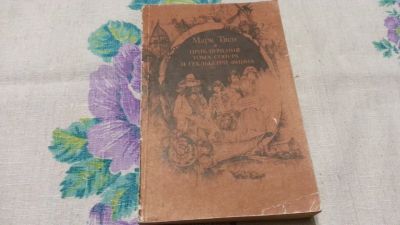 Марк Твен
ПРИКЛЮЧЕНИЯ
ТОМА СОЙЕРА
И ГЕКЛЬБЕРРИ ФИННА